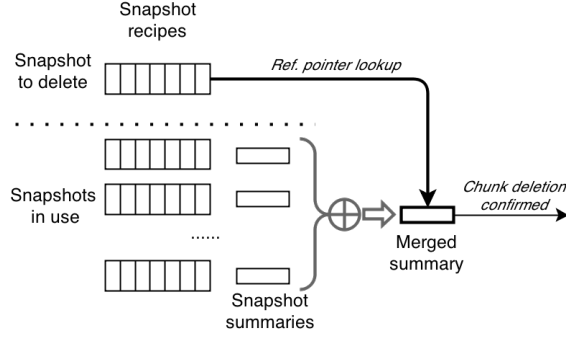 Snapshot
recipes
Snapshot
to delete
Ref. pointer lookup
Snapshots
in use
......
Chunk deletion
confirmed
Merged
summary
Snapshot
summaries